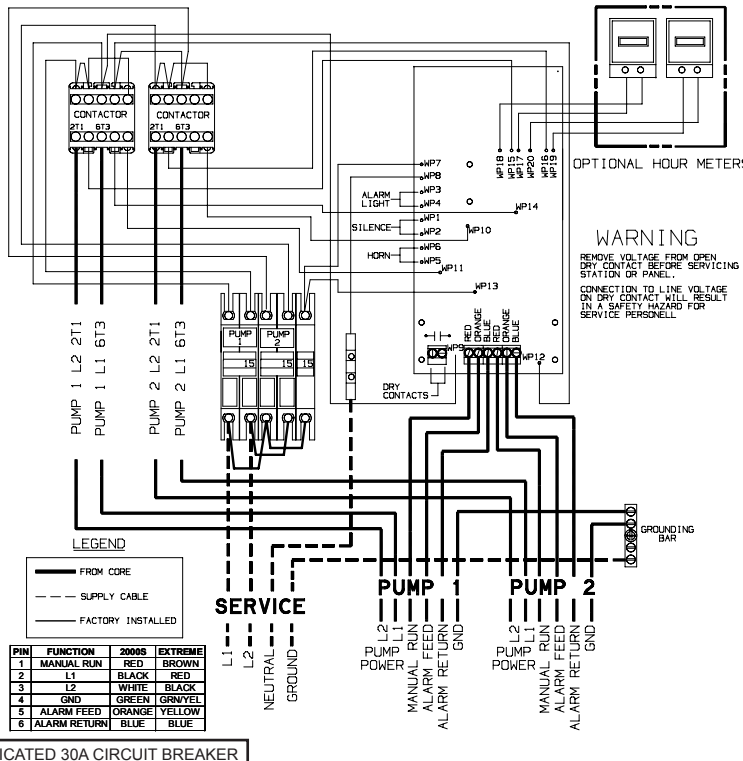 CONTACTOR
2T1 6T3
CONTACTOR
2T1 6T3
OPTIONAL HOUR METERS
WP18
WP15
WP17
WP20
WP16
WP19
WP7
WP8
WP3
ALARM
LIGHT
WP4
WP14
WP1
SILENCE
WP2
WP10
WP6
HORN
WP5
WP11
WP13
WARNING
REMOVE VOLTAGE FROM OPEN
DRY CONTACT BEFORE SERVICING
STATION OR PANEL.
CONNECTION TO LINE VOLTAGE
ON DRY CONTACT WILL RESULT
IN A SAFETY HAZARD FOR
SERVICE PERSONELL
PUMP 1 L2 2T1
PUMP 1 L1 6T3
PUMP 2 L2 2T1
PUMP 2 L1 6T3
PUMP
1
PUMP
2
15
15
15
RED
ORANGE
BLUE
RED
ORANGE
BLUE
WP9
WP12
DRY
CONTACTS
GROUNDING
BAR
LEGEND
FROM CORE
SUPPLY CABLE
FACTORY INSTALLED
SERVICE
L1
L2
NEUTRAL
GROUND
PUMP 1
L2
L1
PUMP
POWER
MANUAL RUN
ALARM FEED
ALARM RETURN
GND
PUMP 2
L2
L1
PUMP
POWER
MANUAL RUN
ALARM FEED
ALARM RETURN
GND
PIN FUNCTION 2000S EXTREME
1 MANUAL RUN RED BROWN
2 L1 BLACK RED
3 L2 WHITE BLACK
4 GND GREEN GRN/YEL
5 ALARM FEED ORANGE YELLOW
6 ALARM RETURN BLUE BLUE
ICATED 30A CIRCUIT BREAKER